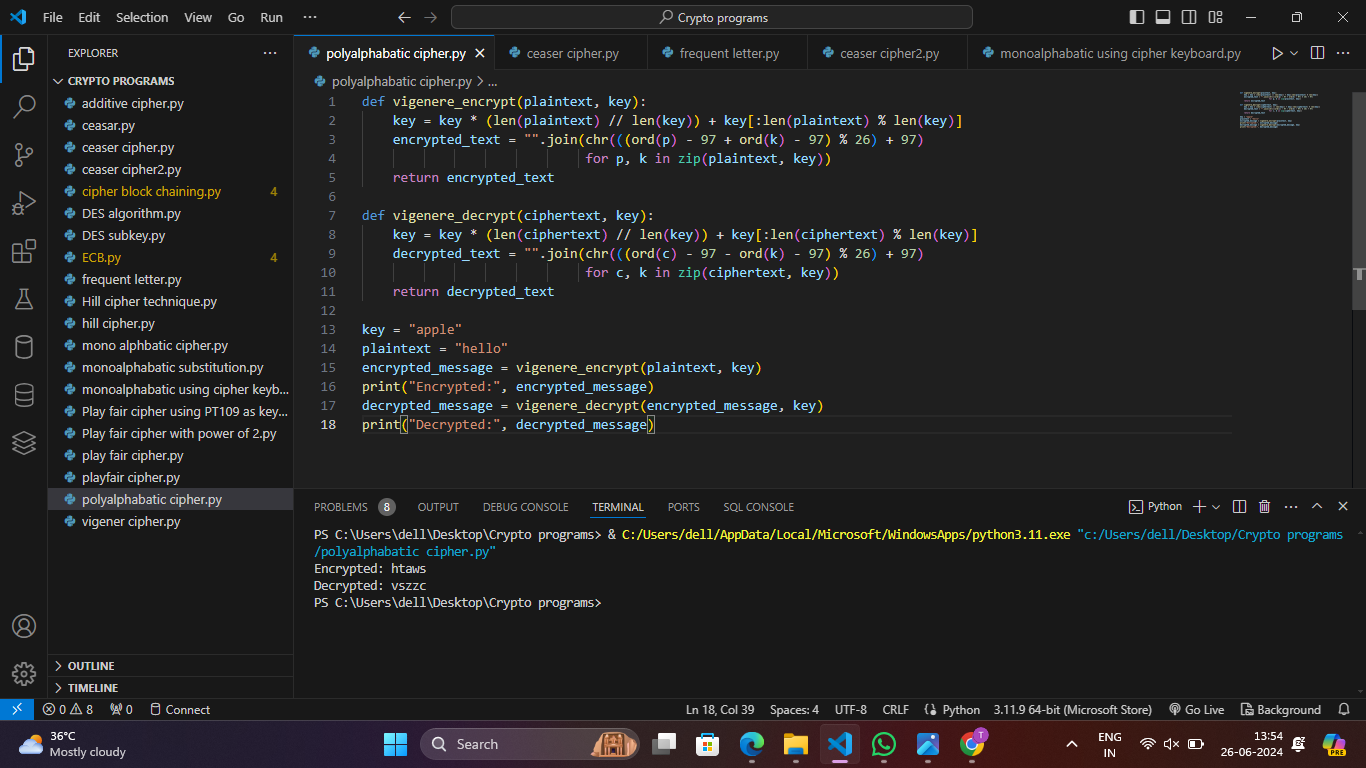 File Edit Selection View Go Run ··· Crypto programs
EXPLORER ···
CRYPTO PROGRAMS
additive cipher.py
ceasar.py
ceaser cipher.py
ceaser cipher2.py
cipher block chaining.py 4
DES algorithm.py
DES subkey.py
ECB.py 4
frequent letter.py
Hill cipher technique.py
hill cipher.py
mono alphbatic cipher.py
monoalphabatic substitution.py
monoalphabatic using cipher keyb...
Play fair cipher using PT109 as key...
Play fair cipher with power of 2.py
play fair cipher.py
playfair cipher.py
polyalphabatic cipher.py
vigener cipher.py
OUTLINE
TIMELINE
polyalphabatic cipher.py ceaser cipher.py frequent letter.py ceaser cipher2.py monoalphabatic using cipher keyboard.py ···
polyalphabatic cipher.py > ...
1 def vigenere_encrypt(plaintext, key):
2 key = key * (len(plaintext) // len(key)) + key[:len(plaintext) % len(key)]
3 encrypted_text = "".join(chr(((ord(p) - 97 + ord(k) - 97) % 26) + 97)
4 for p, k in zip(plaintext, key))
5 return encrypted_text
6
7 def vigenere_decrypt(ciphertext, key):
8 key = key * (len(ciphertext) // len(key)) + key[:len(ciphertext) % len(key)]
9 decrypted_text = "".join(chr(((ord(c) - 97 - ord(k) - 97) % 26) + 97)
10 for c, k in zip(ciphertext, key))
11 return decrypted_text
12
13 key = "apple"
14 plaintext = "hello"
15 encrypted_message = vigenere_encrypt(plaintext, key)
16 print("Encrypted:", encrypted_message)
17 decrypted_message = vigenere_decrypt(encrypted_message, key)
18 print("Decrypted:", decrypted_message)
PROBLEMS 8 OUTPUT DEBUG CONSOLE TERMINAL PORTS SQL CONSOLE Python ···
PS C:\Users\dell\Desktop\Crypto programs> & C:/Users/dell/AppData/Local/Microsoft/WindowsApps/python3.11.exe "c:/Users/dell/Desktop/Crypto programs
/polyalphabatic cipher.py"
Encrypted: htaws
Decrypted: vszzc
PS C:\Users\dell\Desktop\Crypto programs>
0 8 0 Connect Ln 18, Col 39 Spaces: 4 UTF-8 CRLF Python 3.11.9 64-bit (Microsoft Store) Go Live Background
36°C
Mostly cloudy
Search
T
ENG
IN
13:54
26-06-2024
PRE